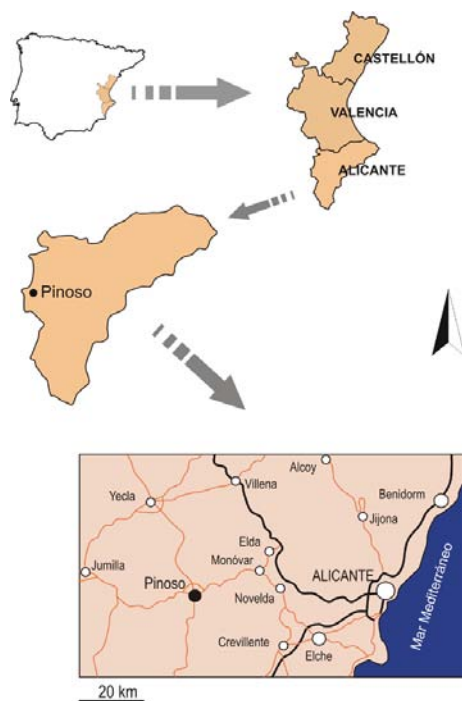 CASTELLÓN
VALENCIA
ALICANTE
Pinoso
Alcoy
Villena
Benidorm
Yecla
Jijona
Elda
Jumilla
Monóvar
Pinoso
ALICANTE
Novelda
Mar Mediterráneo
Crevillente
Elche
20 km